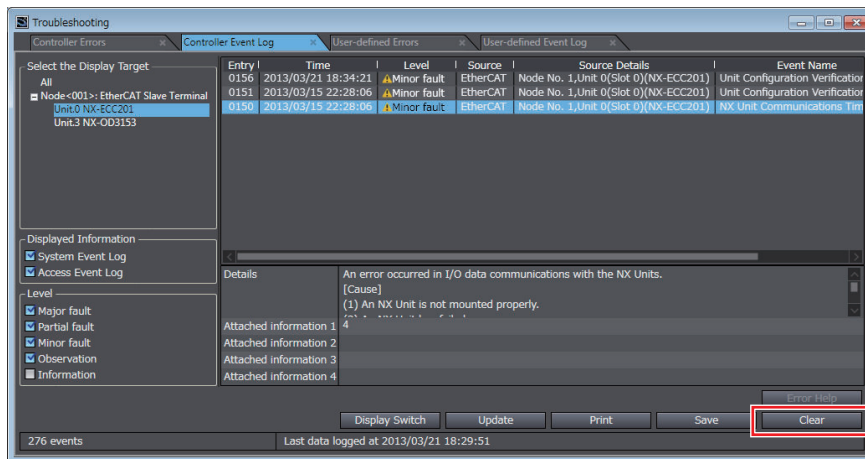 Troubleshooting
Controller Errors
Controller Event Log
User-defined Errors
User-defined Event Log
Select the Display Target
All
Node<001>: EtherCAT Slave Terminal
Unit.0 NX-ECC201
Unit.3 NX-OD3153
Entry Time Level Source Source Details Event Name
0156 2013/03/21 18:34:21 Minor fault EtherCAT Node No. 1,Unit 0(Slot 0)(NX-ECC201) Unit Configuration Verification
0151 2013/03/15 22:28:06 Minor fault EtherCAT Node No. 1,Unit 0(Slot 0)(NX-ECC201) Unit Configuration Verification
0150 2013/03/15 22:28:06 Minor fault EtherCAT Node No. 1,Unit 0(Slot 0)(NX-ECC201) NX Unit Communications Tim
Displayed Information
System Event Log
Access Event Log
Level
Major fault
Partial fault
Minor fault
Observation
Information
Details An error occurred in I/O data communications with the NX Units.
[Cause]
(1) An NX Unit is not mounted properly.
Attached information 1 4
Attached information 2
Attached information 3
Attached information 4
Error Help
Display Switch Update Print Save Clear
276 events Last data logged at 2013/03/21 18:29:51